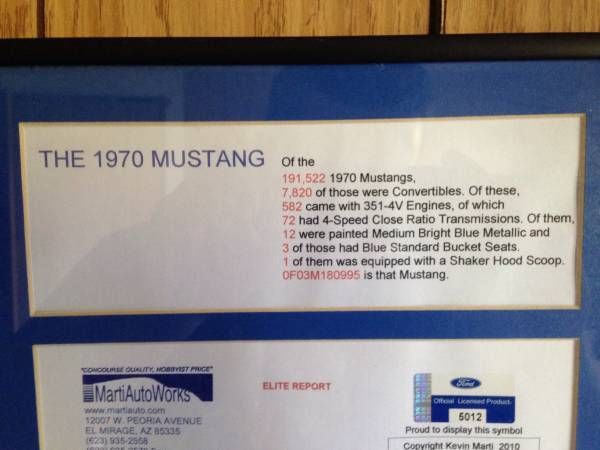 THE 1970 MUSTANG
Of the
191,522 1970 Mustangs,
7,820 of those were Convertibles. Of these,
582 came with 351-4V Engines, of which
72 had 4-Speed Close Ratio Transmissions. Of them,
12 were painted Medium Bright Blue Metallic and
3 of those had Blue Standard Bucket Seats.
1 of them was equipped with a Shaker Hood Scoop.
0F03M180995 is that Mustang.
"CONCOURSE QUALITY, HOBBYIST PRICE"
MartiAutoWorks
www.martiauto.com
12007 W. PEORIA AVENUE
EL MIRAGE, AZ 85335
(623) 935-2558
ELITE REPORT
Ford
Official Licensed Product
5012
Proud to display this symbol
Copyright Kevin Marti 2010